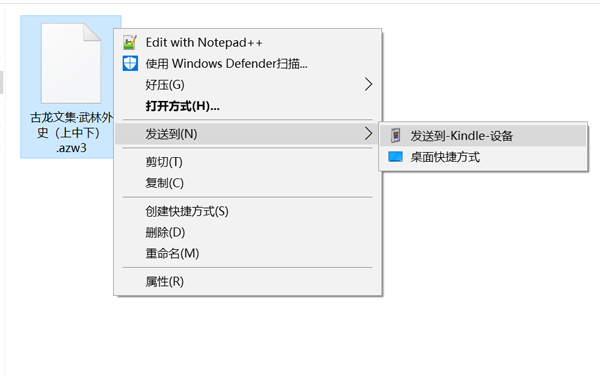 古龙文集·武林外
史（上中下）
.azw3
Edit with Notepad++
使用 Windows Defender扫描...
好压(G)
打开方式(H)...
发送到(N)
剪切(T)
复制(C)
创建快捷方式(S)
删除(D)
重命名(M)
属性(R)
发送到-Kindle-设备
桌面快捷方式